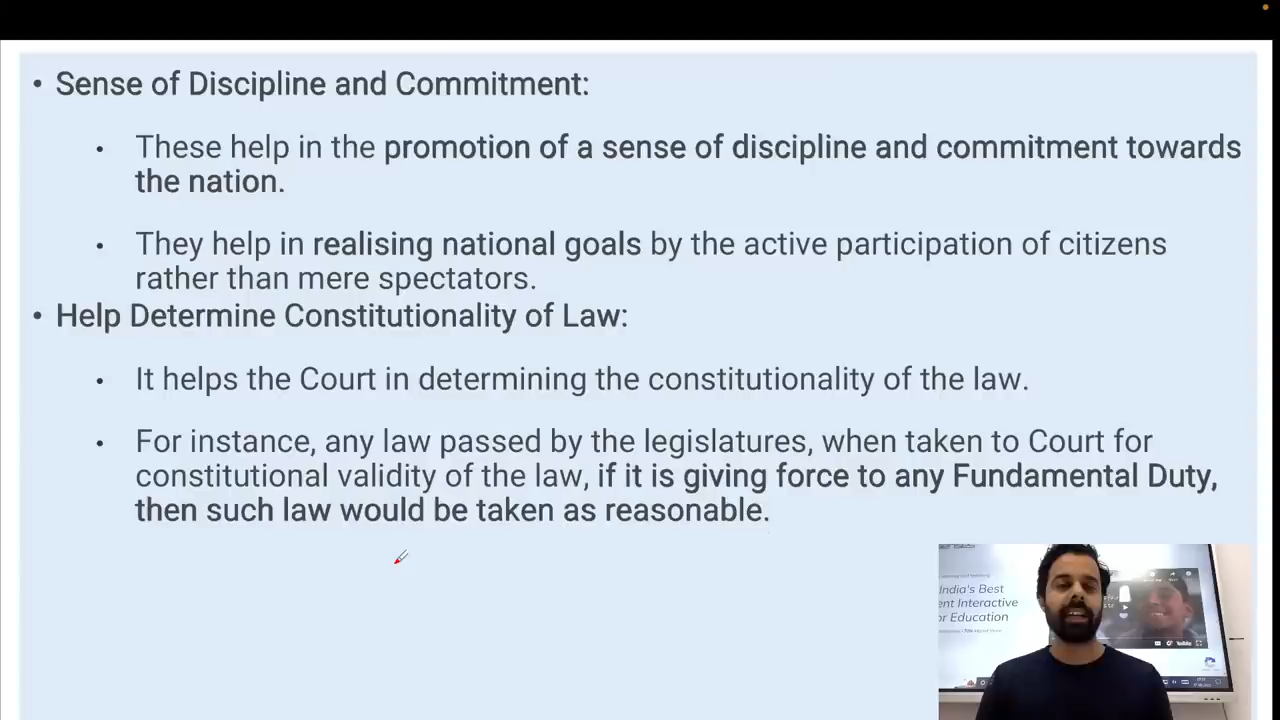 • Sense of Discipline and Commitment:
• These help in the promotion of a sense of discipline and commitment towards
the nation.
• They help in realising national goals by the active participation of citizens
rather than mere spectators.
• Help Determine Constitutionality of Law:
• It helps the Court in determining the constitutionality of the law.
• For instance, any law passed by the legislatures, when taken to Court for
constitutional validity of the law, if it is giving force to any Fundamental Duty,
then such law would be taken as reasonable.
India's Best
ent Interactive
or Education
YouTube